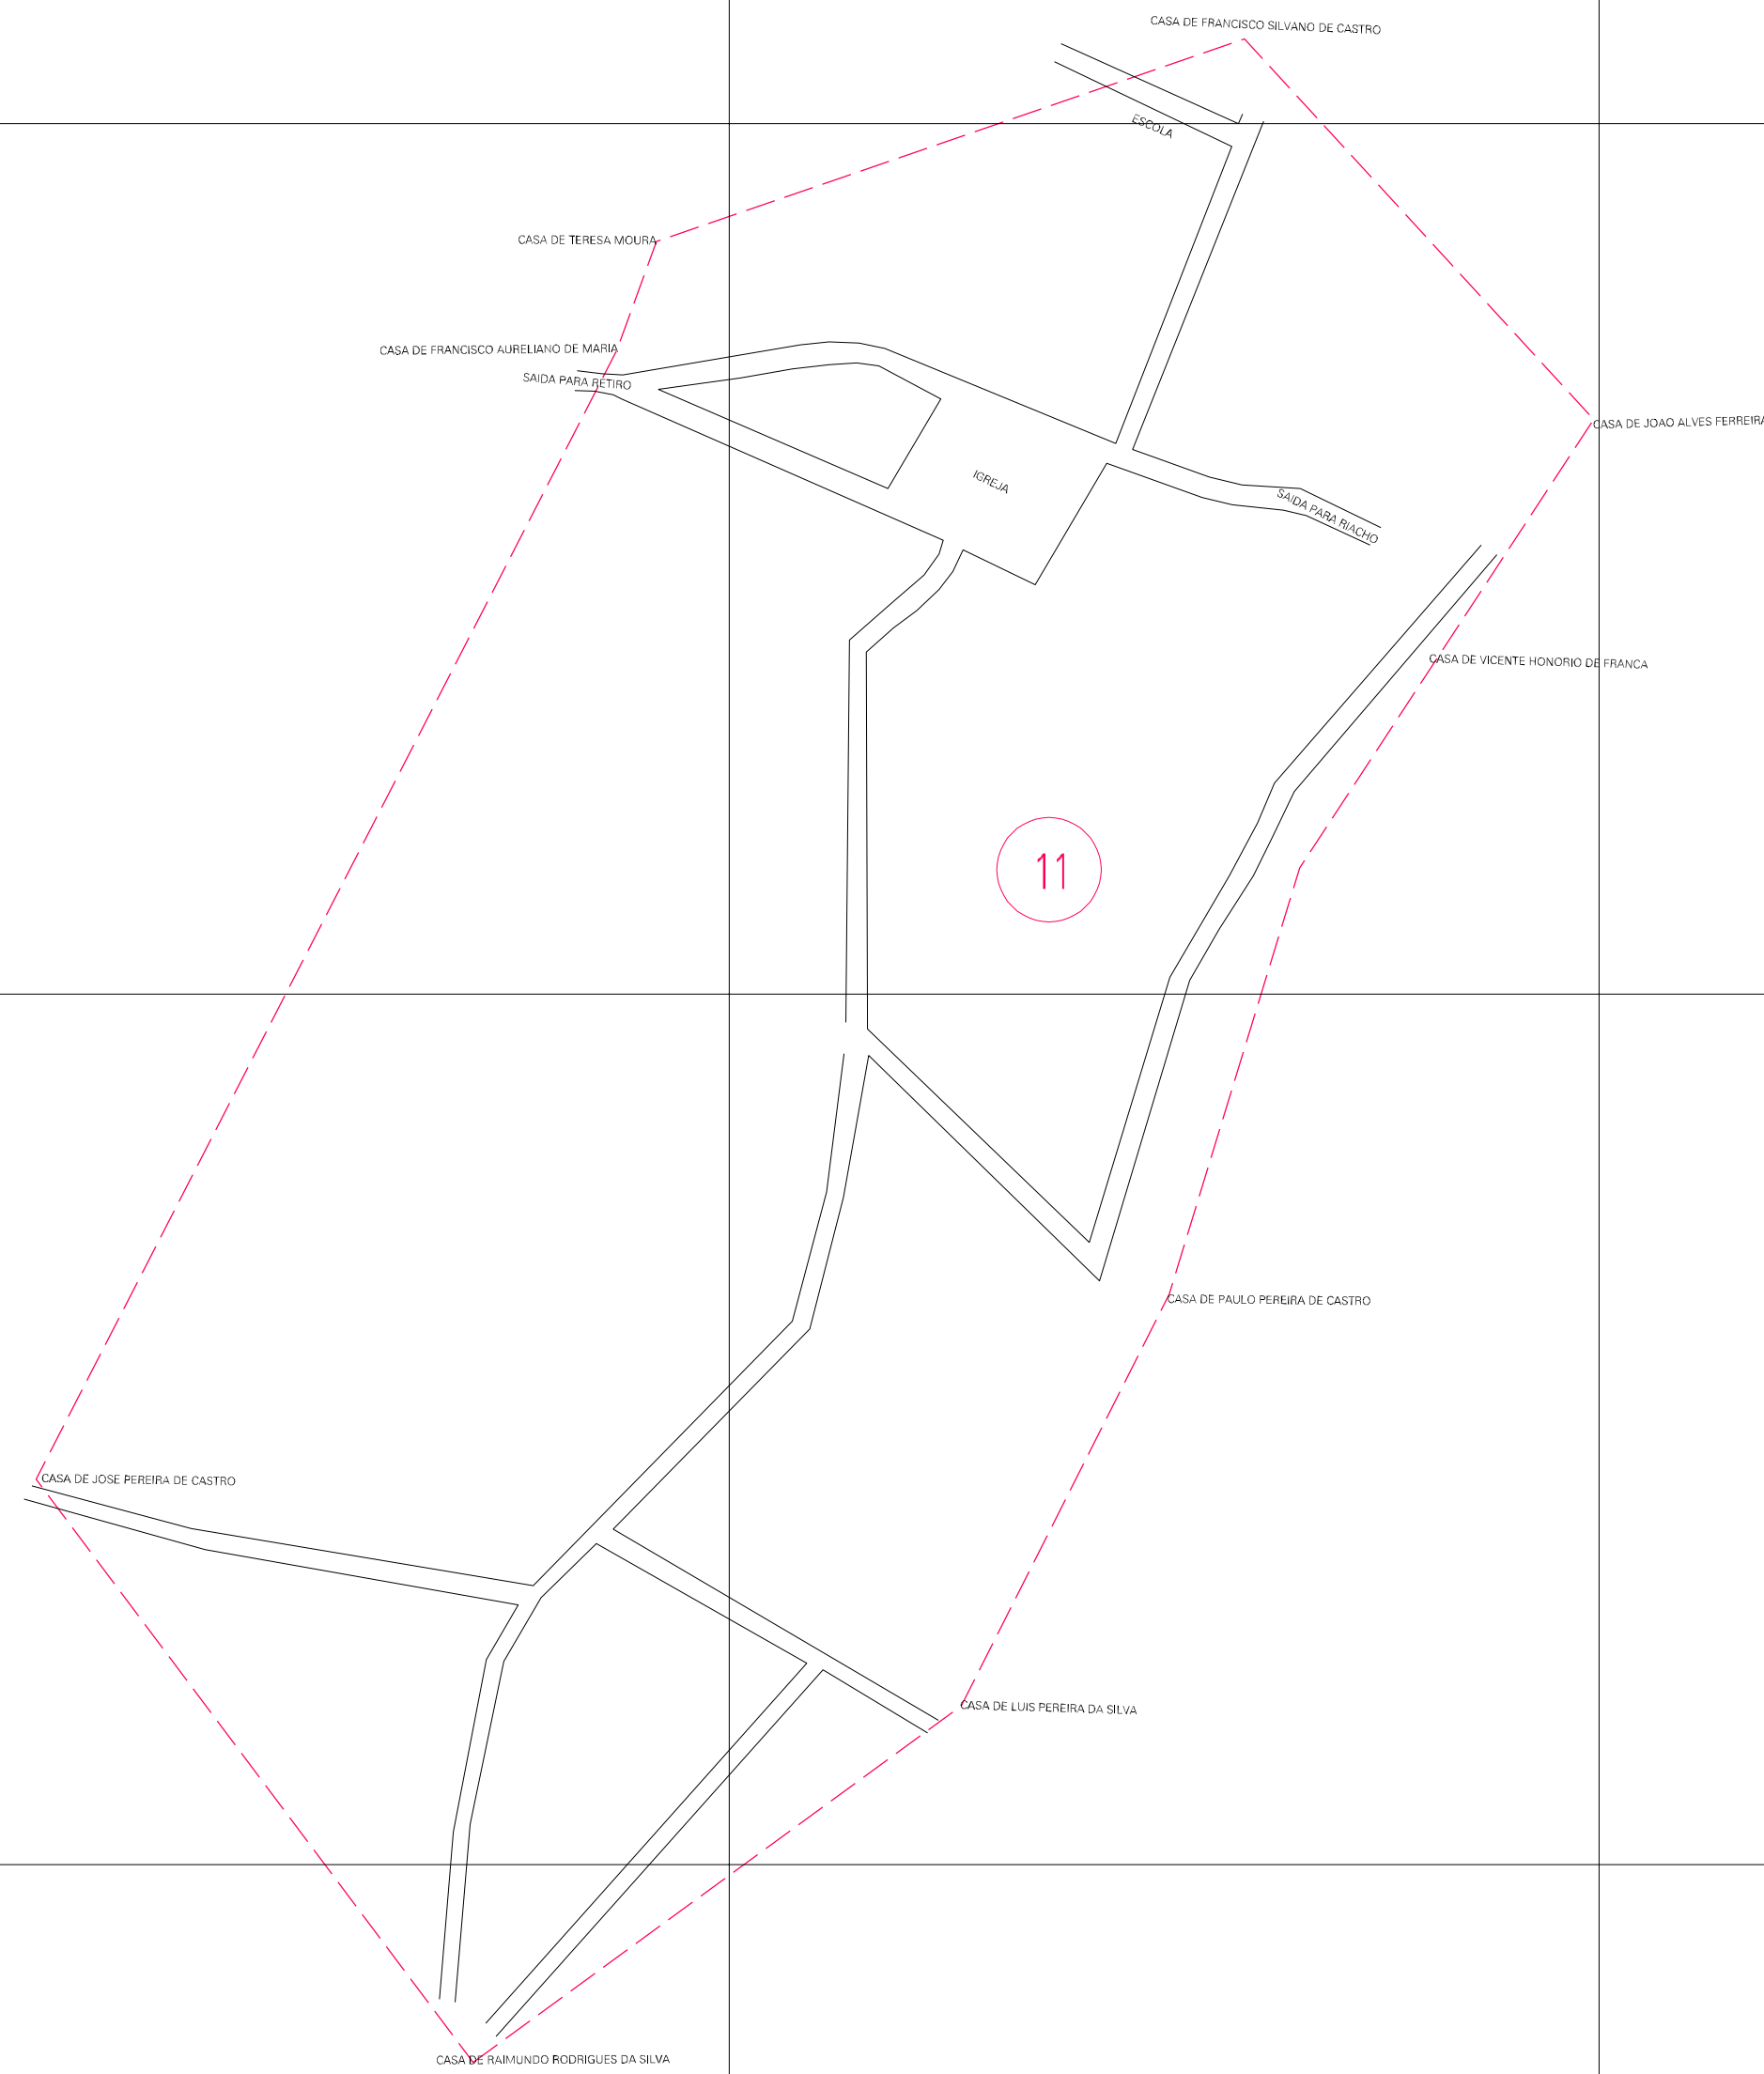 CASA DE FRANCISCO SILVANO DE CASTRO
ESCOLA
CASA DE TERESA MOURA
CASA DE FRANCISCO AURELIANO DE MARIA
SAIDA PARA RETIRO
CASA DE JOAO ALVES FERREIRA
IGREJA
SAIDA PARA RIACHO
CASA DE VICENTE HONORIO DE FRANCA
11
CASA DE PAULO PEREIRA DE CASTRO
CASA DE JOSE PEREIRA DE CASTRO
CASA DE LUIS PEREIRA DA SILVA
CASA DE RAIMUNDO RODRIGUES DA SILVA